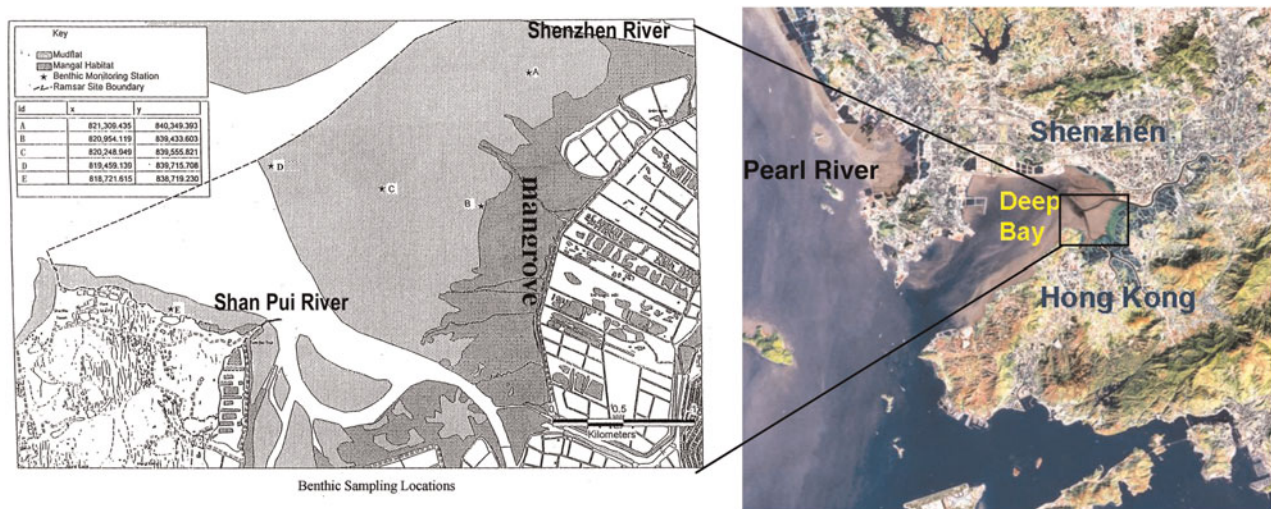 Key
Mudflat
Mangal Habitat
Benthic Monitoring Station
Ramsar Site Boundary
id x y
A 821,309.435 840,349.393
B 820,954.119 839,433.603
C 820,248.949 839,555.821
D 819,459.139 839,715.708
E 818,721.615 838,719.230
Shenzhen River
A
D
C
B
mangrove
Shan Pui River
E
0.5
Kilometers
Benthic Sampling Locations
Shenzhen
Pearl River
Deep
Bay
Hong Kong